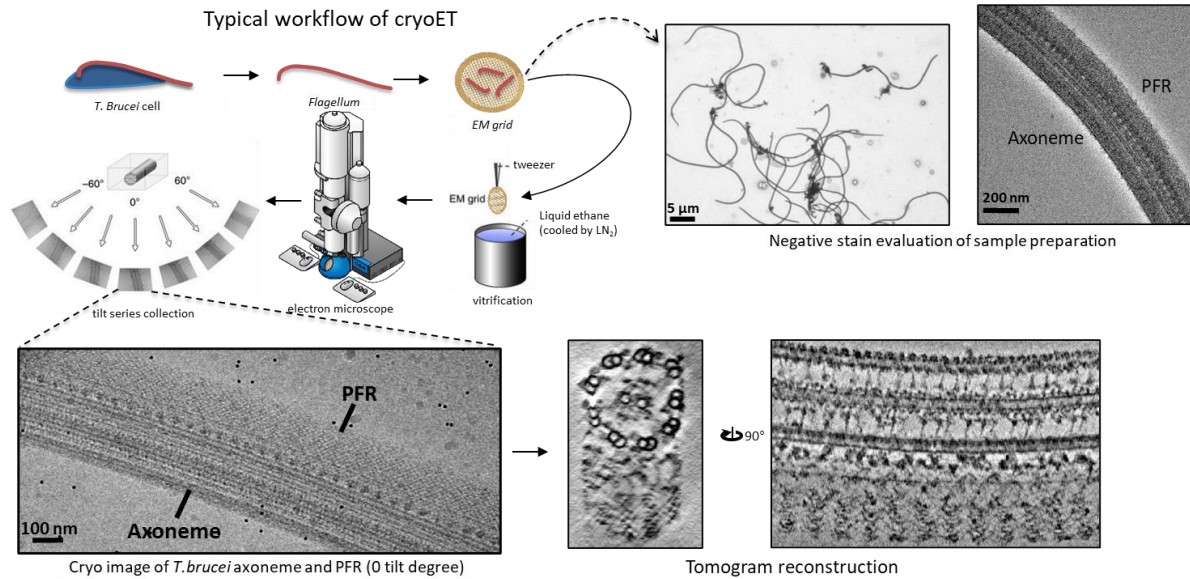 Typical workflow of cryoET
T. Brucei cell
Flagellum
EM grid
5 µm
Axoneme
PFR
200 nm
Negative stain evaluation of sample preparation
−60°
0°
60°
tilt series collection
electron microscope
tweezer
EM grid
Liquid ethane
(cooled by LN2)
vitrification
PFR
Axoneme
100 nm
Cryo image of T.brucei axoneme and PFR (0 tilt degree)
90°
Tomogram reconstruction